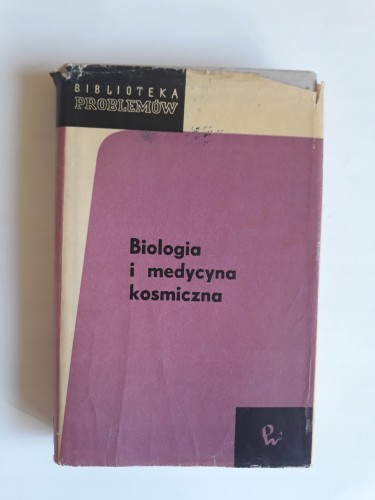 BIBLIOTEKA
PROBLEMÓW
Biologia
i medycyna
kosmiczna